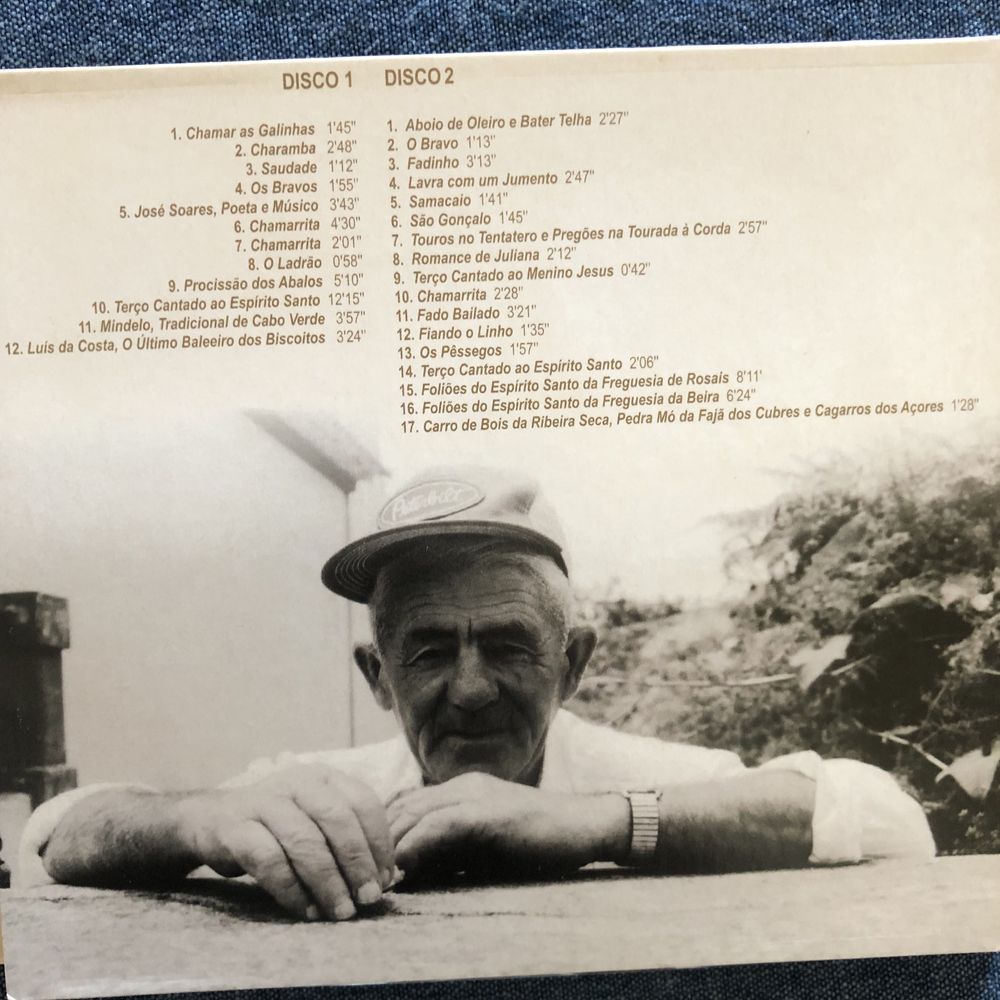 DISCO 1
1. Chamar as Galinhas 1'45"
2. Charamba 2'48"
3. Saudade 1'12"
4. Os Bravos 1'55"
5. José Soares, Poeta e Músico 3'43"
6. Chamarrita 4'30"
7. Chamarrita 2'01"
8. O Ladrão 0'58"
9. Procissão dos Abalos 5'10"
10. Terço Cantado ao Espírito Santo 12'15"
11. Mindelo, Tradicional de Cabo Verde 3'57"
12. Luís da Costa, O Último Baleeiro dos Biscoitos 3'24"
DISCO 2
1. Aboio de Oleiro e Bater Telha 2'27"
2. O Bravo 1'13"
3. Fadinho 3'13"
4. Lavra com um Jumento 2'47"
5. Samacaio 1'41"
6. São Gonçalo 1'45"
7. Touros no Tentatero e Pregões na Tourada à Corda 2'57"
8. Romance de Juliana 2'12"
9. Terço Cantado ao Menino Jesus 0'42"
10. Chamarrita 2'28"
11. Fado Bailado 3'21"
12. Fiando o Linho 1'35"
13. Os Pêssegos 1'57"
14. Terço Cantado ao Espírito Santo 2'06"
15. Foliões do Espírito Santo da Freguesia de Rosais 8'11'
16. Foliões do Espírito Santo da Freguesia da Beira 6'24"
17. Carro de Bois da Ribeira Seca, Pedra Mó da Fajã dos Cubres e Cagarros dos Açores 1'28"
Peterbilt